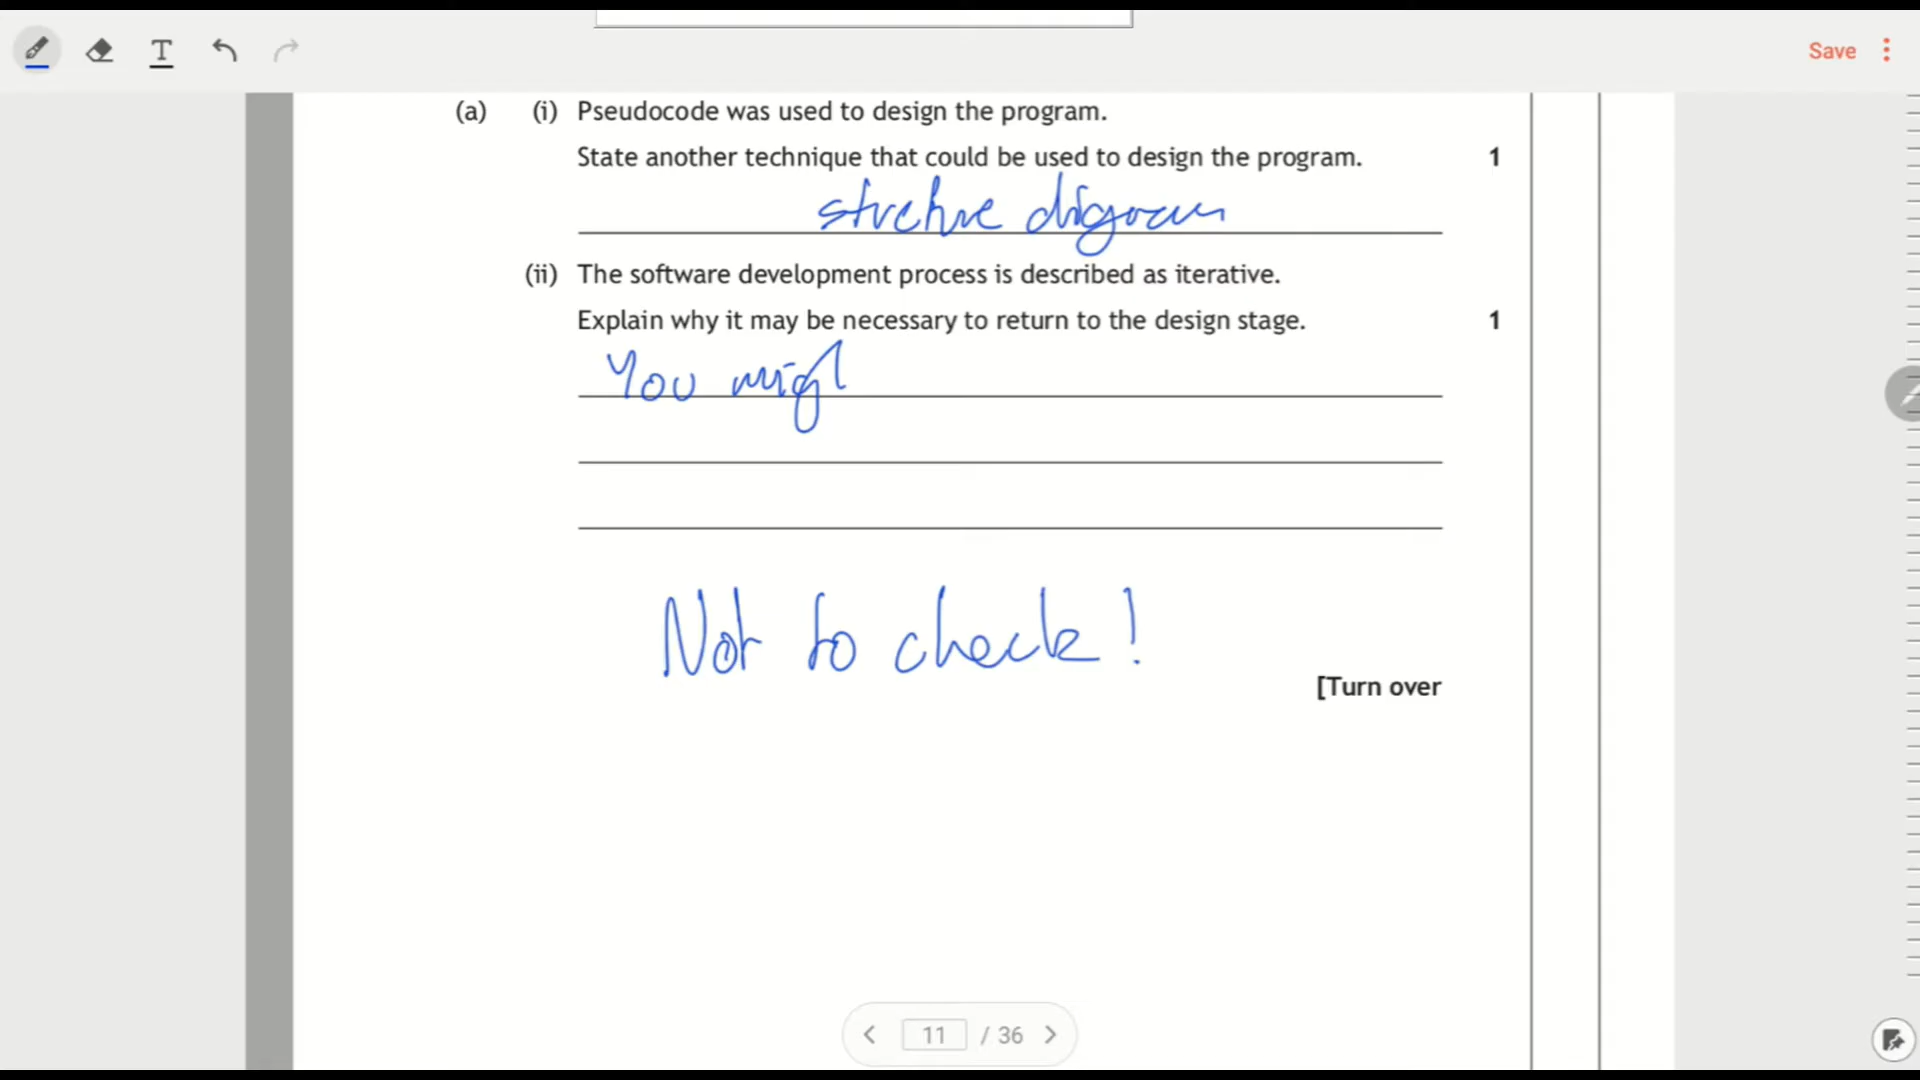 T
Save
(a) (i) Pseudocode was used to design the program.
State another technique that could be used to design the program. 1
structure digram
(ii) The software development process is described as iterative.
Explain why it may be necessary to return to the design stage. 1
You migh
Not to check!
[Turn over
11 / 36